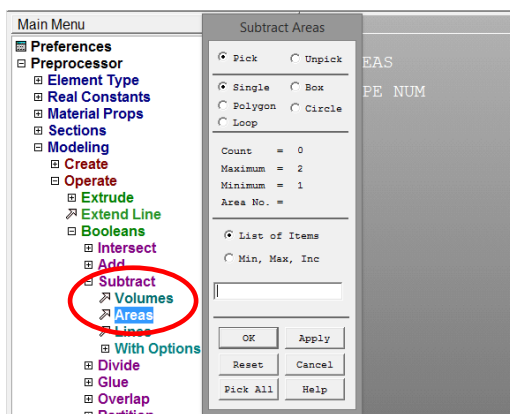 Main Menu
Preferences
Preprocessor
Element Type
Real Constants
Material Props
Sections
Modeling
Create
Operate
Extrude
Extend Line
Booleans
Intersect
Add
Subtract
Volumes
Areas
Lines
With Options
Divide
Glue
Overlap
Partition
Subtract Areas
Pick Unpick
Single Box
Polygon Circle
Loop
Count = 0
Maximum = 2
Minimum = 1
Area No. =
List of Items
Min, Max, Inc
OK Apply
Reset Cancel
Pick All Help
EAS
PE NUM